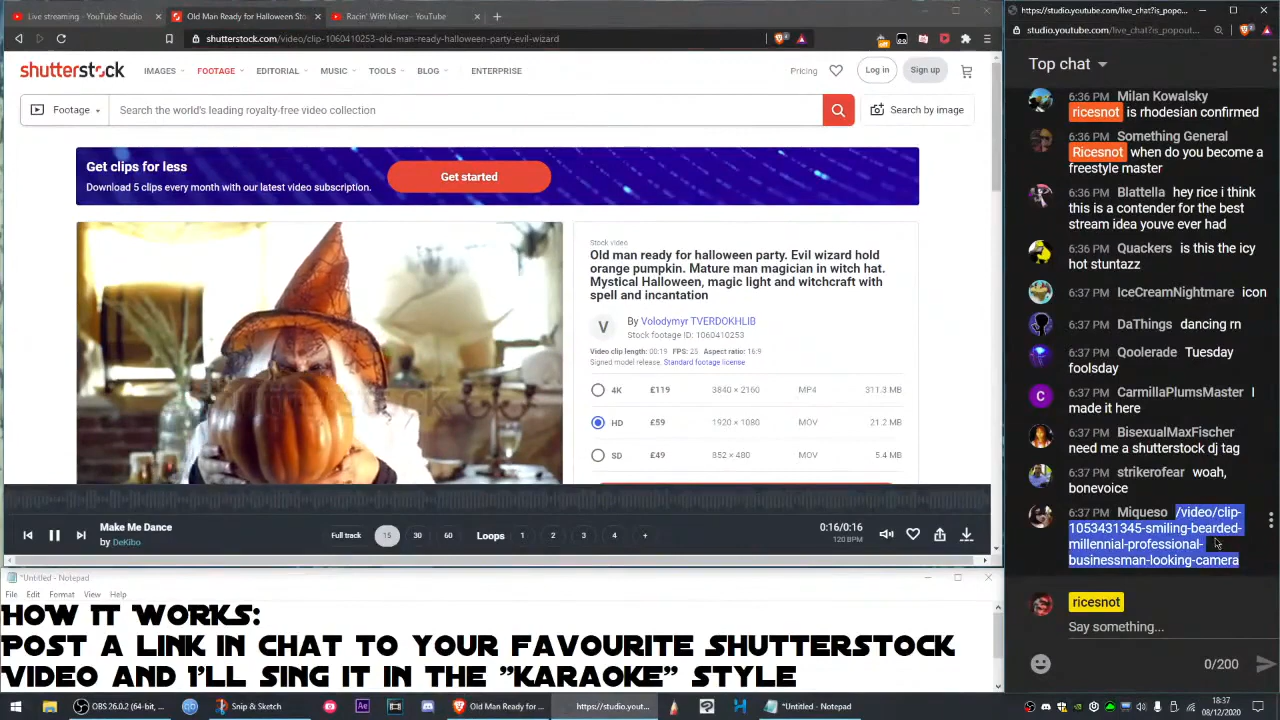 Live streaming - YouTube Studio
Old Man Ready for Halloween Sto
Racin' With Miser - YouTube
shutterstock.com/video/clip-1060410253-old-man-ready-halloween-party-evil-wizard
shutterstock
IMAGES
FOOTAGE
EDITORIAL
MUSIC
TOOLS
BLOG
ENTERPRISE
Pricing
Log in
Sign up
Footage
Search the world's leading royalty-free video collection.
Search by image
Get clips for less
Download 5 clips every month with our latest video subscription.
Get started
Stock video
Old man ready for halloween party. Evil wizard hold
orange pumpkin. Mature man magician in witch hat.
Mystical Halloween, magic light and witchcraft with
spell and incantation
V
By Volodymyr TVERDOKHLIB
Stock footage ID: 1060410253
Video clip length: 00:19 FPS: 25 Aspect ratio: 16:9
Signed model release. Standard footage license
4K £119 3840 × 2160 MP4 311.3 MB
HD £59 1920 × 1080 MOV 21.2 MB
SD £49 852 × 480 MOV 5.4 MB
Make Me Dance
by DeKibo
Full track 15 30 60 Loops 1 2 3 4 +
0:16/0:16
120 BPM
*Untitled - Notepad
File Edit Format View Help
HOW IT WORKS:
POST A LINK IN CHAT TO YOUR FAVOURITE SHUTTERSTOCK
VIDEO AND I'LL SING IT IN THE "KARAOKE" STYLE
https://studio.youtube.com/live_chat?is_popo...
studio.youtube.com/live_chat?is_popout...
Top chat
6:36 PM Milan Kowalsky
ricesnot is rhodesian confirmed
6:36 PM Something General
Ricesnot when do you become a
freestyle master
6:36 PM Blattella hey rice i think
this is a contender for the best
stream idea youve ever had
6:36 PM Quackers is this the icy
hot stuntazz
6:37 PM IceCreamNightmare icon
6:37 PM DaThings dancing rn
6:37 PM Qoolerade Tuesday
foolsday
C
6:37 PM CarmillaPlumsMaster I
made it here
6:37 PM BisexualMaxFischer
need me a shutterstock dj tag
6:37 PM strikerofear woah,
bonevoice
6:37 PM Miqueso /video/clip-
1053431345-smiling-bearded-
millennial-professional-
businessman-looking-camera
ricesnot
Say something...
0/200
OBS 26.0.2 (64-bit, ...
Snip & Sketch
Ae
Old Man Ready for ...
https://studio.yout...
*Untitled - Notepad
18:37
08/12/2020